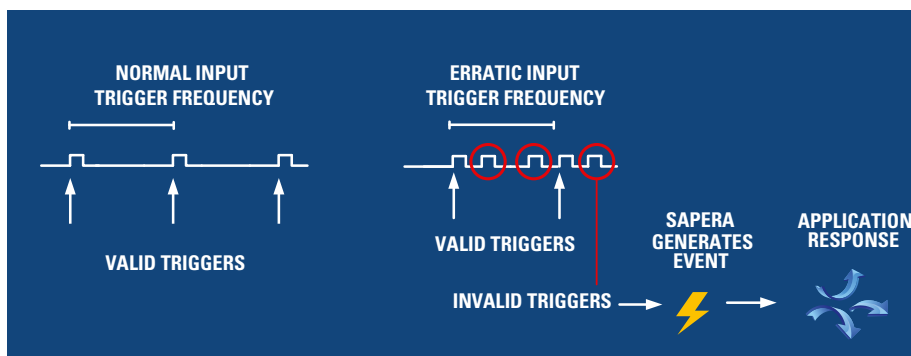 NORMAL INPUT
TRIGGER FREQUENCY
VALID TRIGGERS
ERRATIC INPUT
TRIGGER FREQUENCY
VALID TRIGGERS
INVALID TRIGGERS
SAPERA
GENERATES
EVENT
APPLICATION
RESPONSE